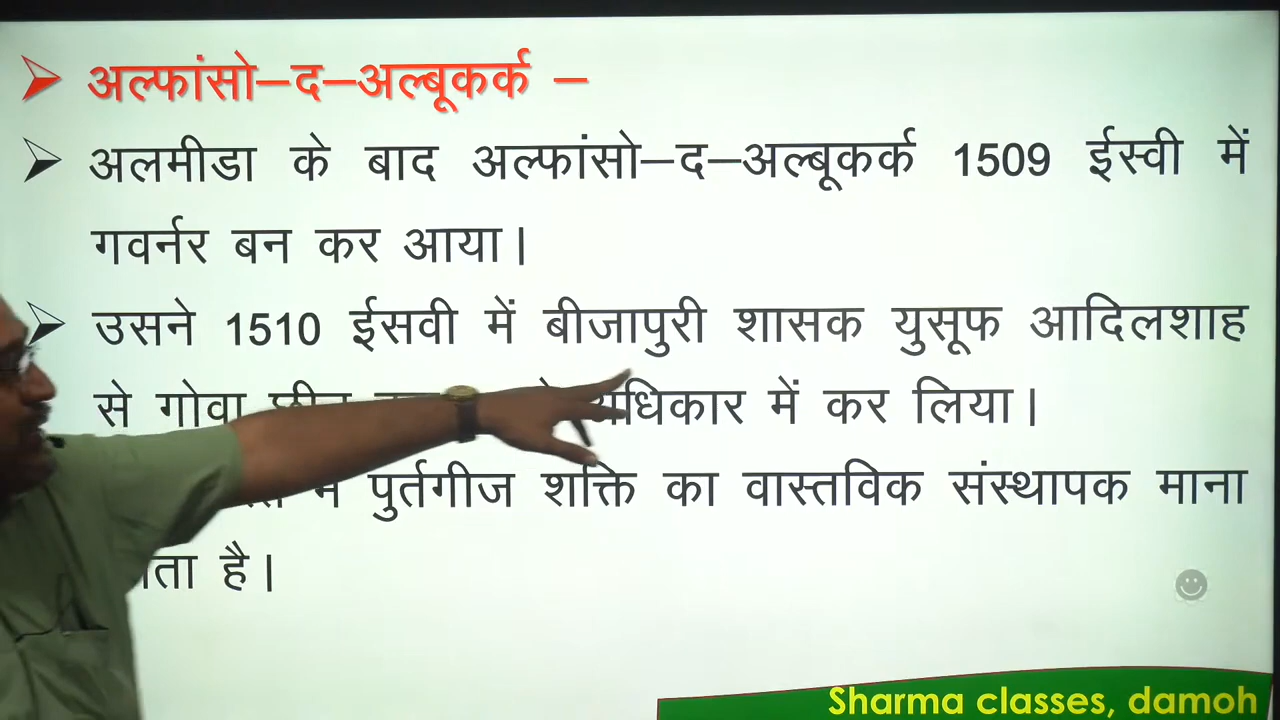 अल्फांसो–द–अल्बूकर्क –
अलमीडा के बाद अल्फांसो–द–अल्बूकर्क 1509 ईस्वी में
गवर्नर बन कर आया।
उसने 1510 ईसवी में बीजापुरी शासक युसूफ आदिलशाह
से गोवा अधिकार में कर लिया।
में पुर्तगीज शक्ति का वास्तविक संस्थापक माना
है।
Sharma classes, damoh